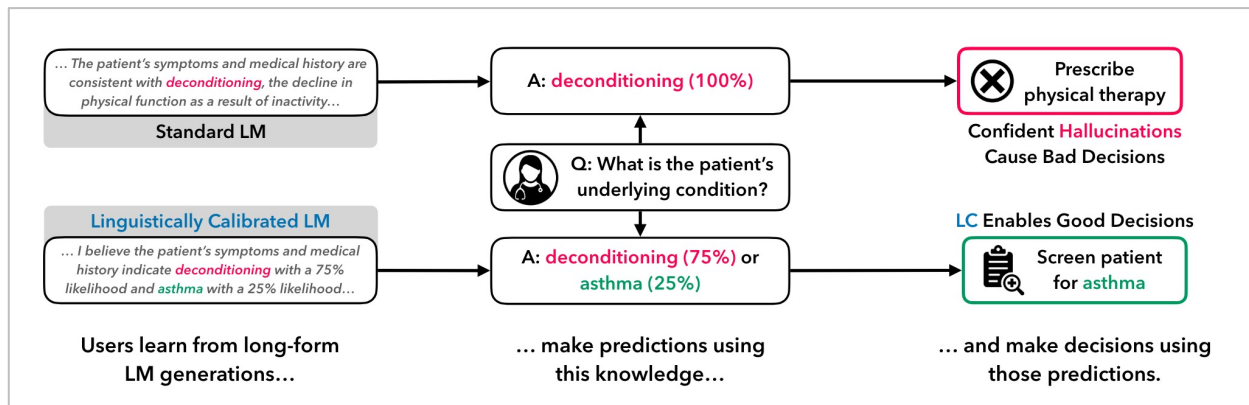 … The patient's symptoms and medical history are
consistent with deconditioning, the decline in
physical function as a result of inactivity…
Standard LM
A: deconditioning (100%)
Prescribe
physical therapy
Confident Hallucinations
Cause Bad Decisions
Q: What is the patient's
underlying condition?
Linguistically Calibrated LM
… I believe the patient's symptoms and medical
history indicate deconditioning with a 75%
likelihood and asthma with a 25% likelihood…
A: deconditioning (75%) or
asthma (25%)
LC Enables Good Decisions
Screen patient
for asthma
Users learn from long-form
LM generations…
… make predictions using
this knowledge…
… and make decisions using
those predictions.